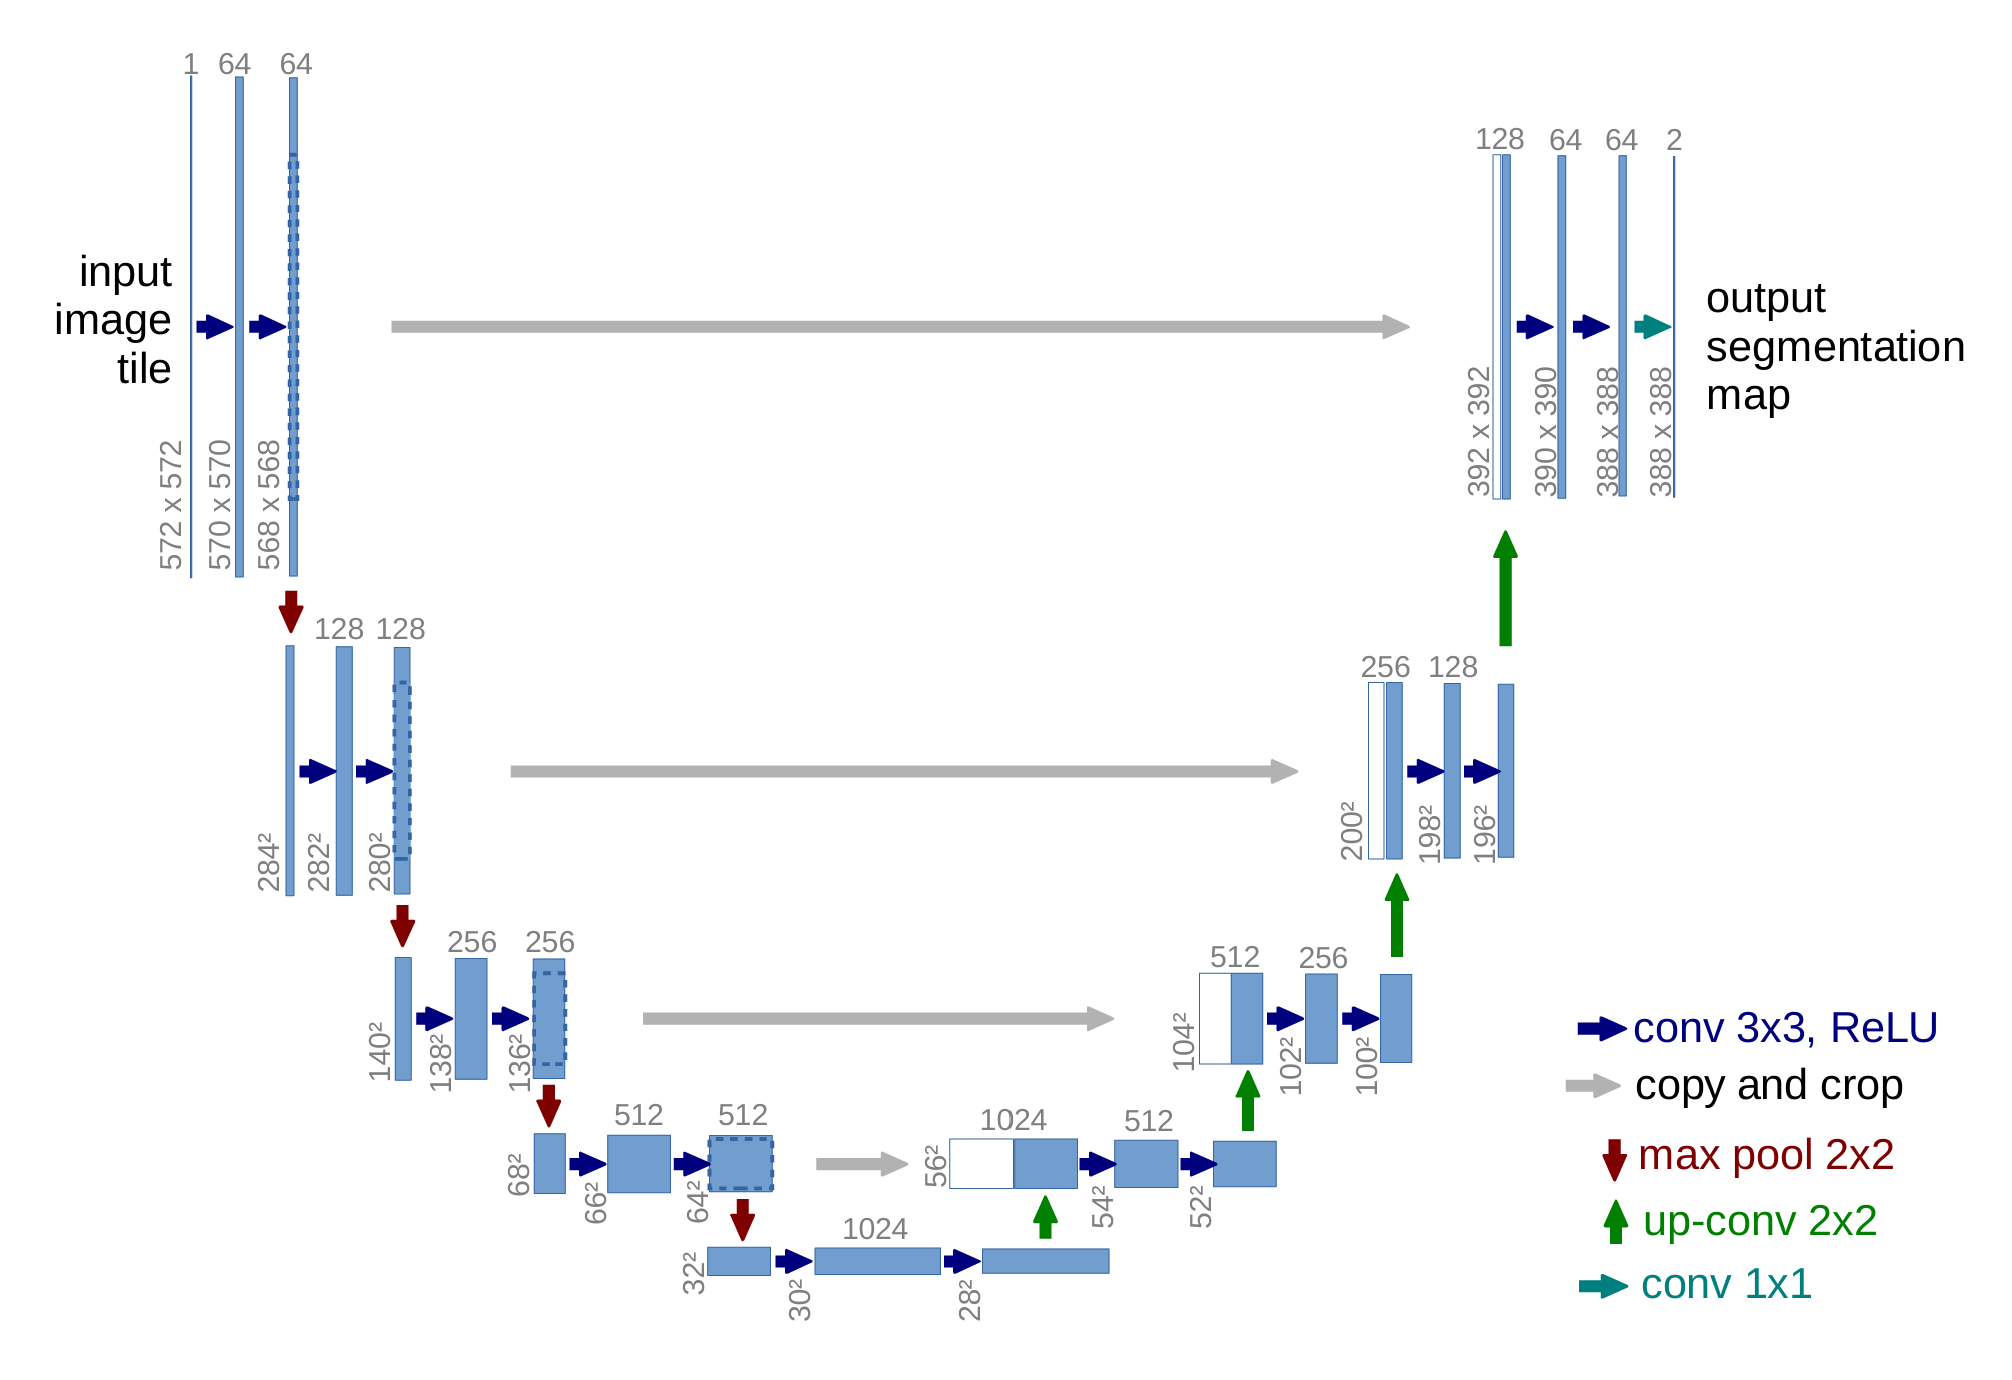 1 64 64
input
image
tile
572 x 572
570 x 570
568 x 568
128 64 64 2
392 x 392
390 x 390
388 x 388
388 x 388
output
segmentation
map
128 128
284²
282²
280²
256 128
200²
198²
196²
256 256
140²
138²
136²
512 256
104²
102²
100²
512 512
68²
66²
64²
1024 512
56²
54²
52²
1024
32²
30²
28²
conv 3x3, ReLU
copy and crop
max pool 2x2
up-conv 2x2
conv 1x1